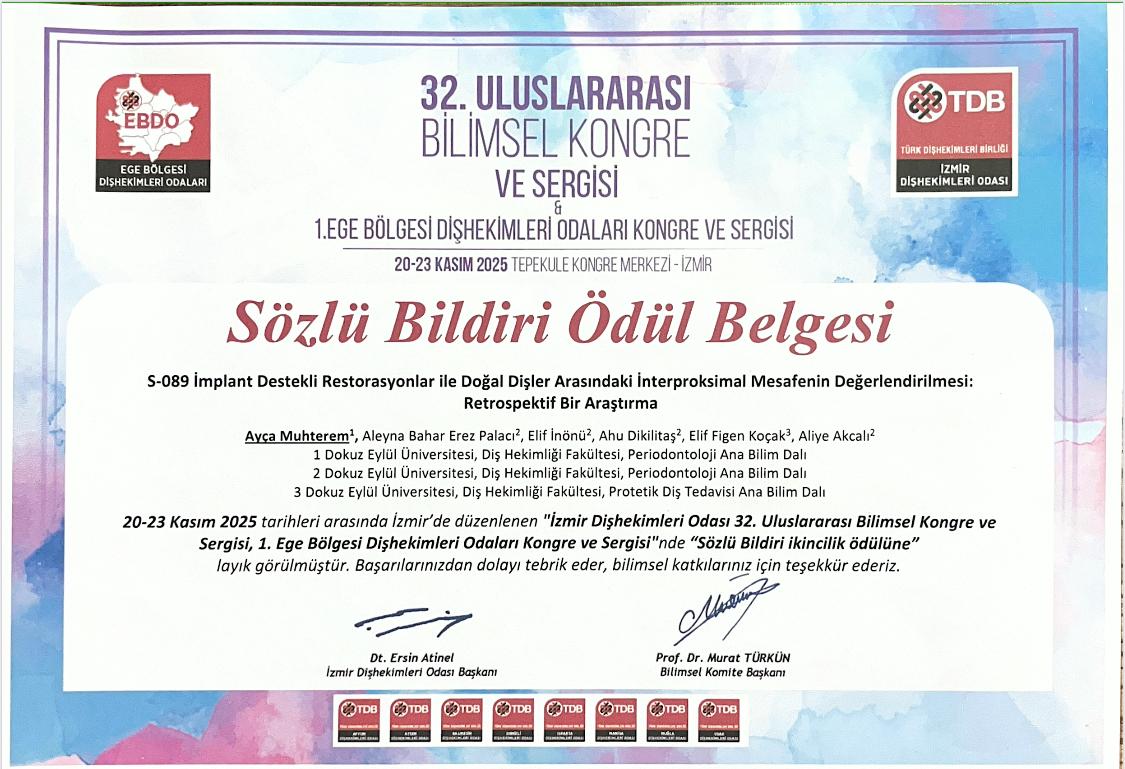 EBDO
EGE BÖLGESİ
DİŞHEKİMLERİ ODALARI
32. ULUSLARARASI
BİLİMSEL KONGRE
VE SERGİSİ
&
1.EGE BÖLGESİ DİŞHEKİMLERİ ODALARI KONGRE VE SERGİSİ
20-23 KASIM 2025 TEPEKULE KONGRE MERKEZİ - İZMİR
TDB
TÜRK DİŞHEKİMLERİ BİRLİĞİ
İZMİR
DİŞHEKİMLERİ ODASI
Sözlü Bildiri Ödül Belgesi
S-089 İmplant Destekli Restorasyonlar ile Doğal Dişler Arasındaki İnterproksimal Mesafenin Değerlendirilmesi:
Retrospektif Bir Araştırma
Ayça Muhterem¹, Aleyna Bahar Erez Palacı², Elif İnönü², Ahu Dikilitaş², Elif Figen Koçak³, Aliye Akcalı²
1 Dokuz Eylül Üniversitesi, Diş Hekimliği Fakültesi, Periodontoloji Ana Bilim Dalı
2 Dokuz Eylül Üniversitesi, Diş Hekimliği Fakültesi, Periodontoloji Ana Bilim Dalı
3 Dokuz Eylül Üniversitesi, Diş Hekimliği Fakültesi, Protetik Diş Tedavisi Ana Bilim Dalı
20-23 Kasım 2025 tarihleri arasında İzmir’de düzenlenen "İzmir Dişhekimleri Odası 32. Uluslararası Bilimsel Kongre ve
Sergisi, 1. Ege Bölgesi Dişhekimleri Odaları Kongre ve Sergisi"nde “Sözlü Bildiri ikincilik ödülüne”
layık görülmüştür. Başarılarınızdan dolayı tebrik eder, bilimsel katkılarınız için teşekkür ederiz.
Dt. Ersin Atinel
İzmir Dişhekimleri Odası Başkanı
Prof. Dr. Murat TÜRKÜN
Bilimsel Komite Başkanı
TDB TDB TDB TDB TDB TDB TDB TDB